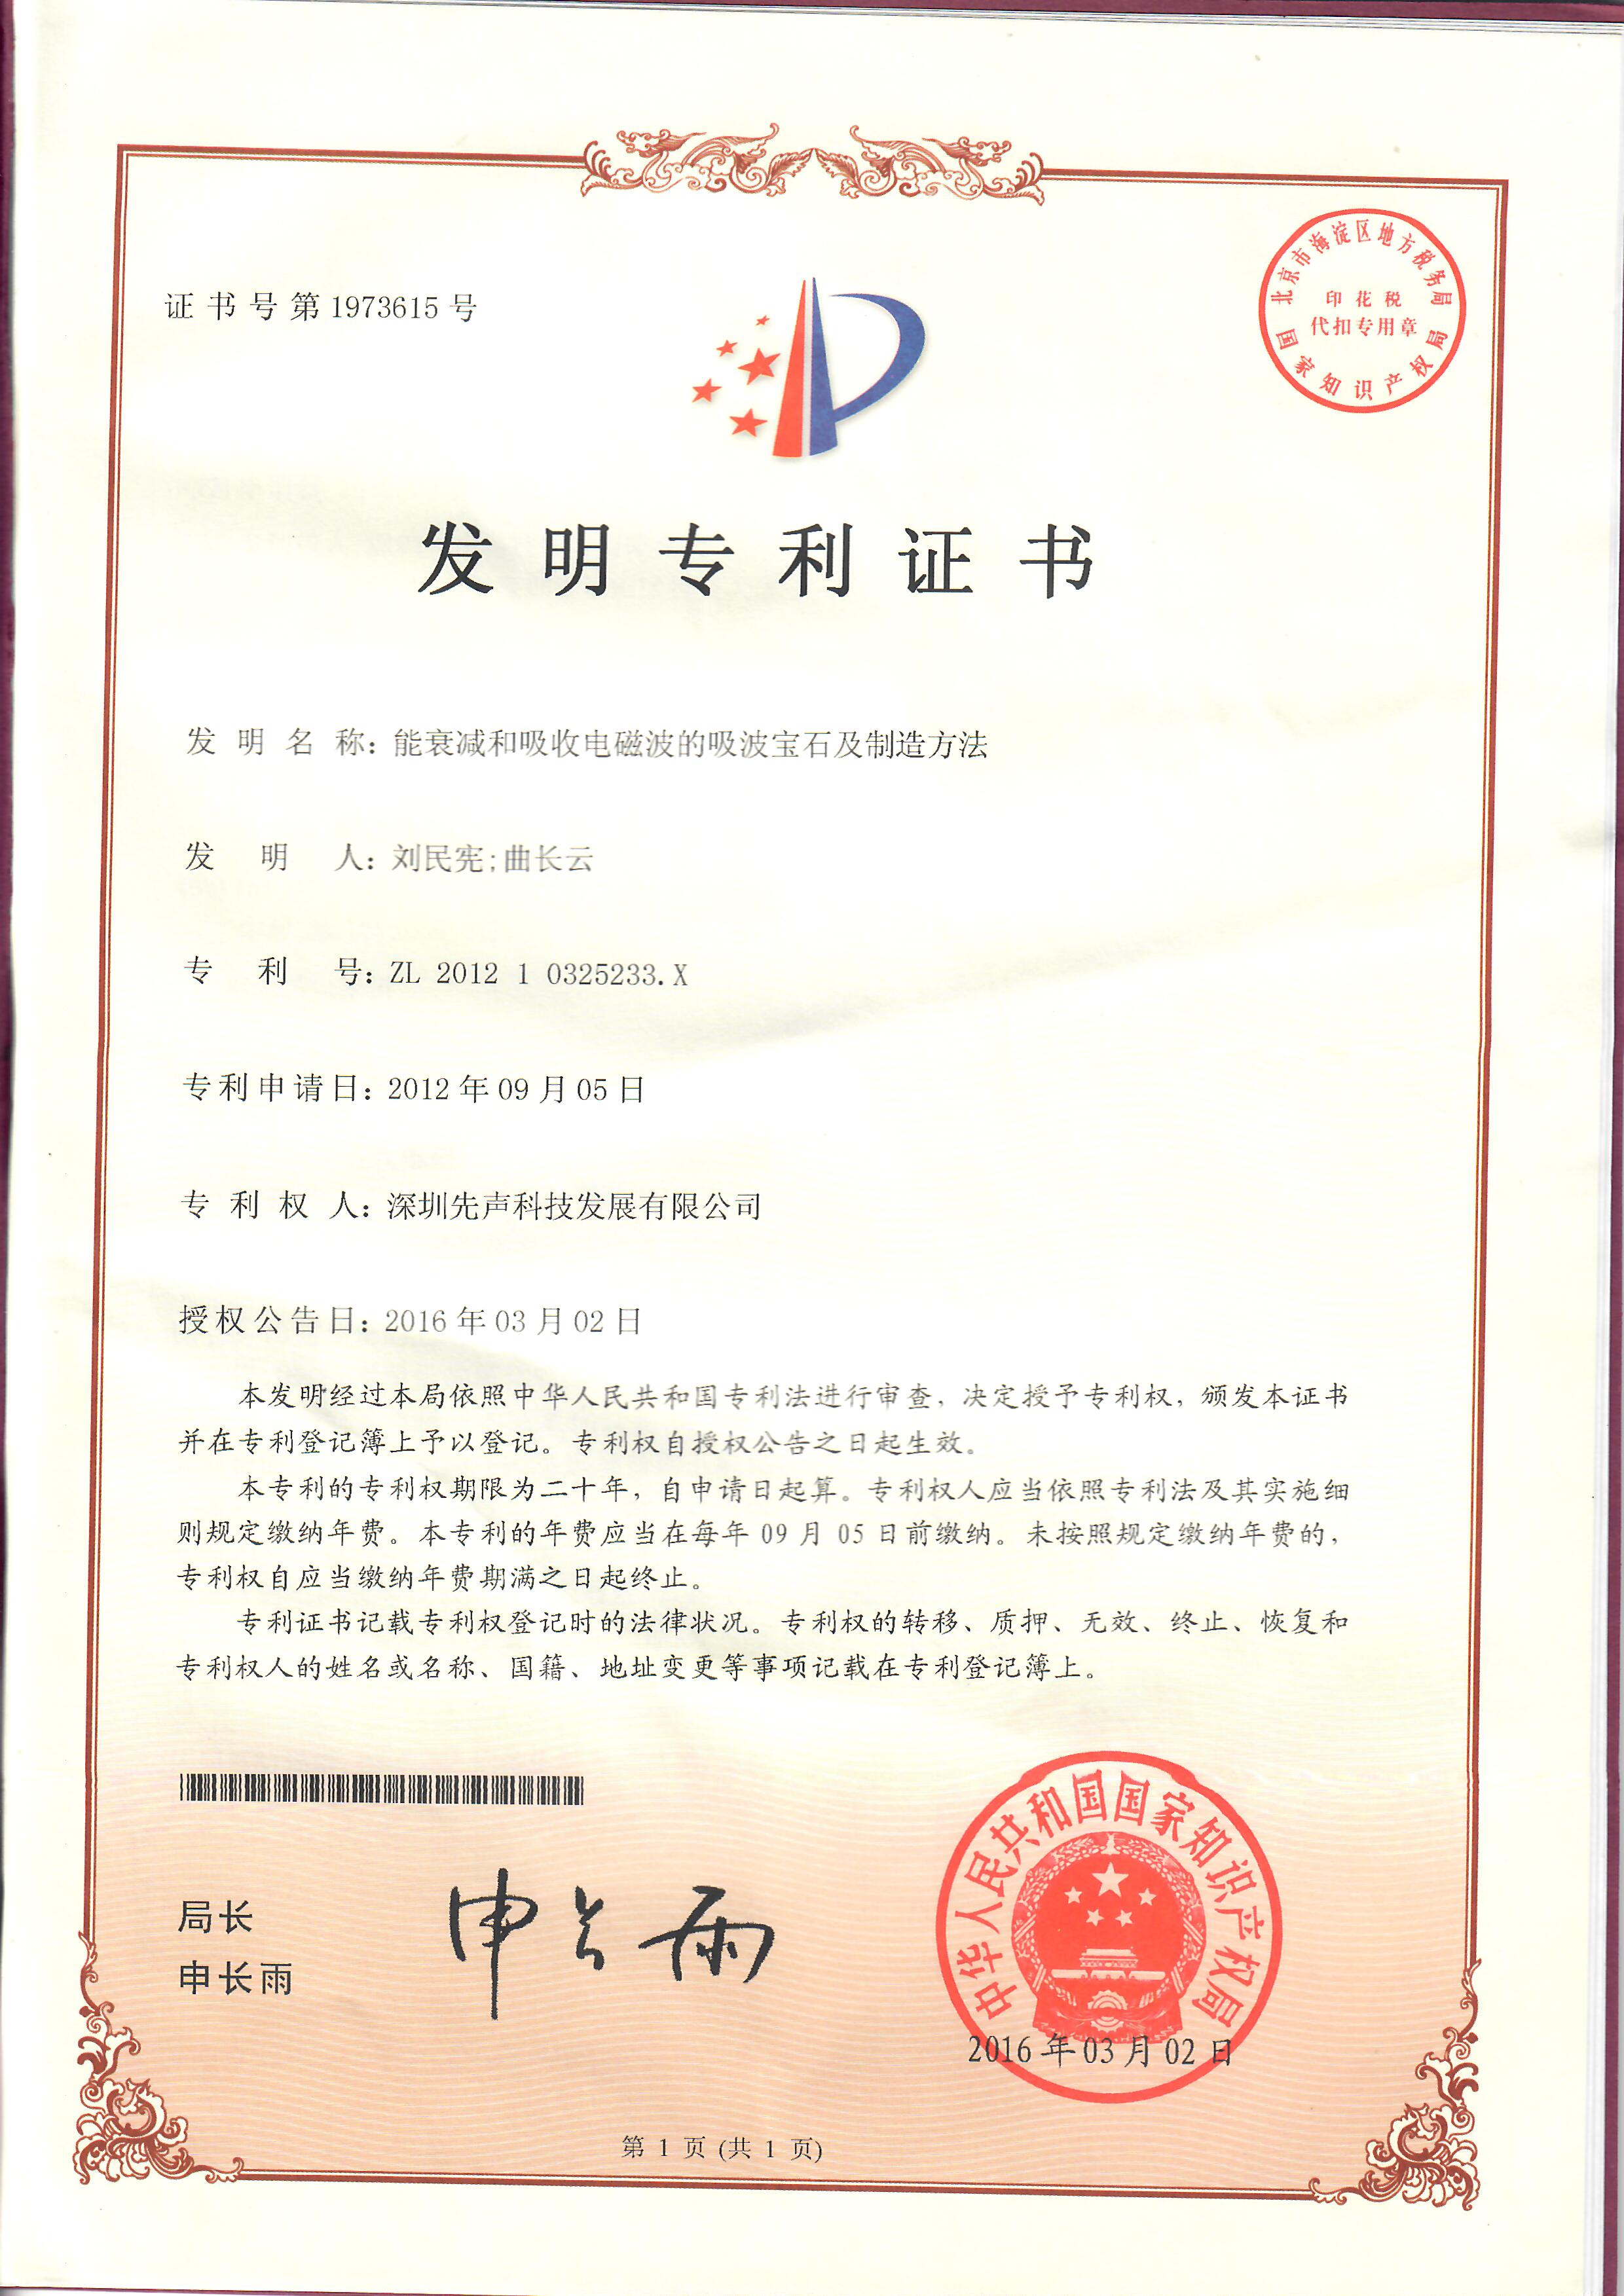 证书号第1973615号
北京市海淀区地方税务局
印花税
代扣专用章
国家知识产权局
发明专利证书
发明名称：能衰减和吸收电磁波的吸波宝石及制造方法
发明人：刘民宪;曲长云
专利号：ZL 2012 1 0325233.X
专利申请日：2012年09月05日
专利权人：深圳先声科技发展有限公司
授权公告日：2016年03月02日
本发明经过本局依照中华人民共和国专利法进行审查，决定授予专利权，颁发本证书
并在专利登记簿上予以登记。专利权自授权公告之日起生效。
本专利的专利权期限为二十年，自申请日起算。专利权人应当依照专利法及其实施细
则规定缴纳年费。本专利的年费应当在每年09月05日前缴纳。未按照规定缴纳年费的，
专利权自应当缴纳年费期满之日起终止。
专利证书记载专利权登记时的法律状况。专利权的转移、质押、无效、终止、恢复和
专利权人的姓名或名称、国籍、地址变更等事项记载在专利登记簿上。
局长
申长雨
申长雨
中华人民共和国国家知识产权局
2016年03月02日
第 1 页 (共 1 页)